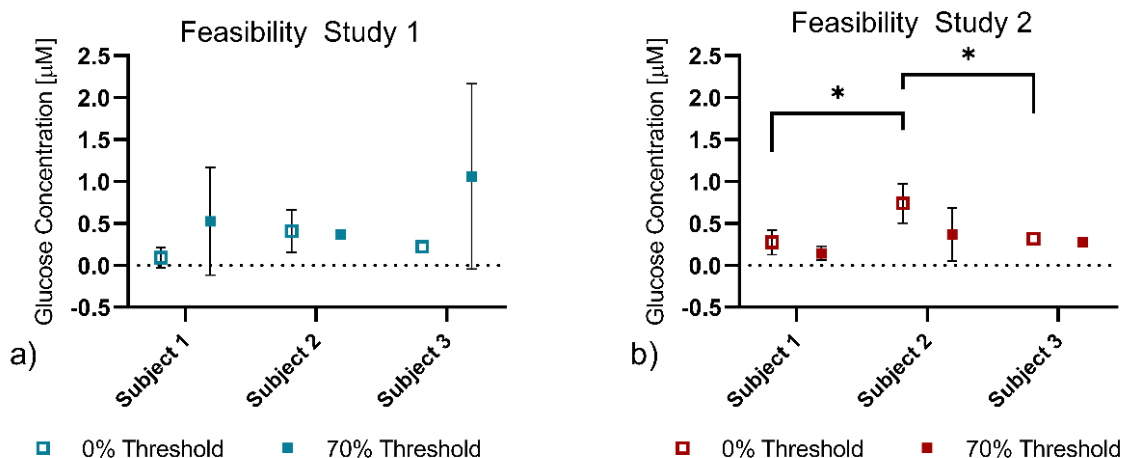 Feasibility Study 1
Glucose Concentration [µM]
2.5
2.0
1.5
1.0
0.5
0.0
-0.5
Subject 1
Subject 2
Subject 3
a)
0% Threshold
70% Threshold
Feasibility Study 2
Glucose Concentration [µM]
2.5
2.0
1.5
1.0
0.5
0.0
-0.5
*
*
Subject 1
Subject 2
Subject 3
b)
0% Threshold
70% Threshold